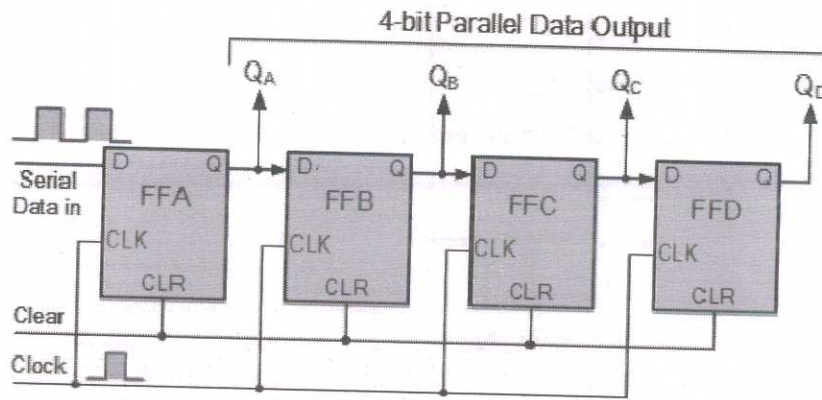 4-bit Parallel Data Output
QA QB QC QD
D Q D Q D Q D Q
Serial
Data in
FFA FFB FFC FFD
CLK CLK CLK CLK
CLR CLR CLR CLR
Clear
Clock